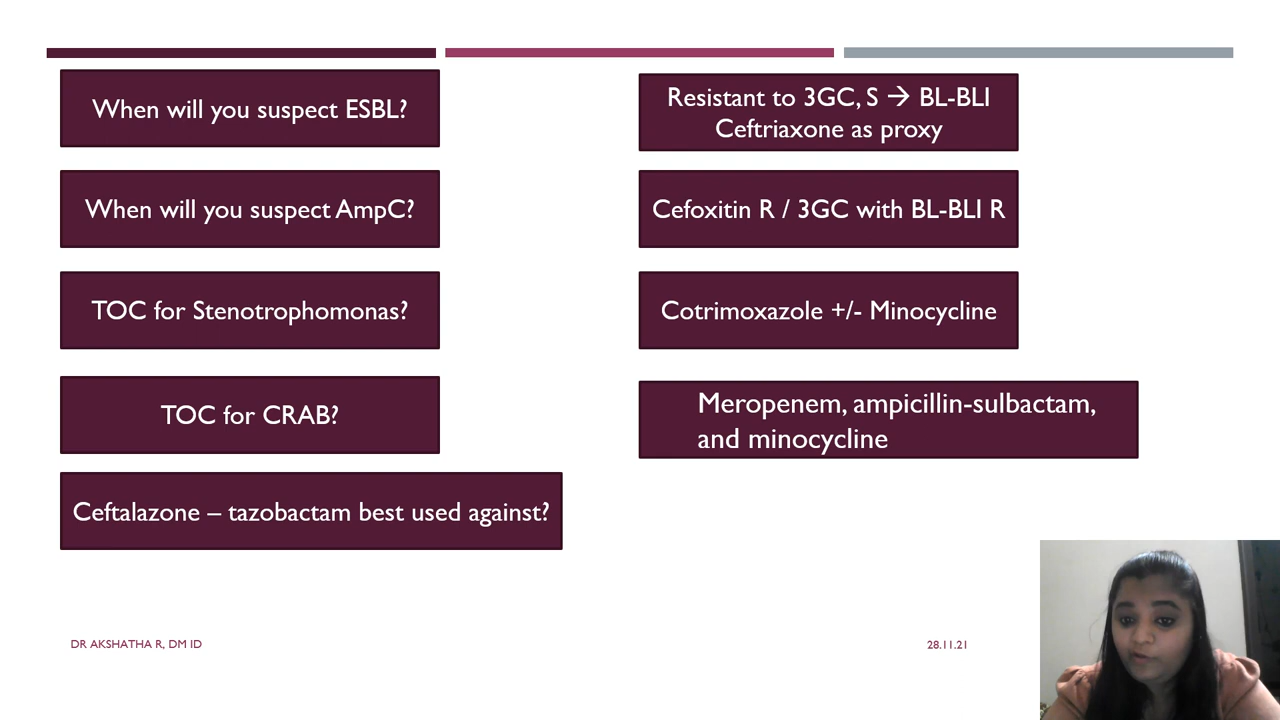 When will you suspect ESBL?
Resistant to 3GC, S → BL-BLI
Ceftriaxone as proxy
When will you suspect AmpC?
Cefoxitin R / 3GC with BL-BLI R
TOC for Stenotrophomonas?
Cotrimoxazole +/- Minocycline
TOC for CRAB?
Meropenem, ampicillin-sulbactam,
and minocycline
Ceftalazone – tazobactam best used against?
DR AKSHATHA R, DM ID
28.11.21